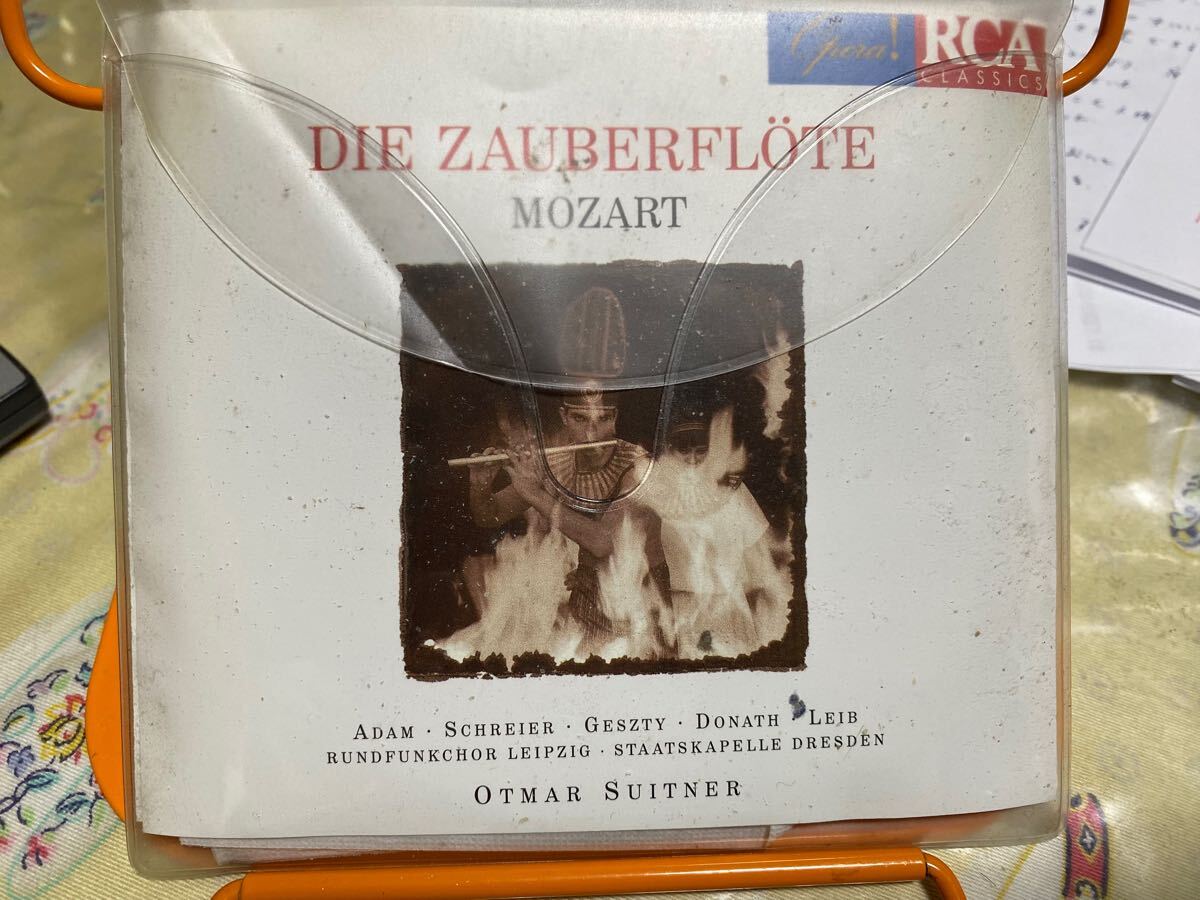 Opera!
RCA
CLASSICS
DIE ZAUBERFLÖTE
MOZART
ADAM · SCHREIER · GESZTY · DONATH · LEIB
RUNDFUNKCHOR LEIPZIG · STAATSKAPELLE DRESDEN
OTMAR SUITNER